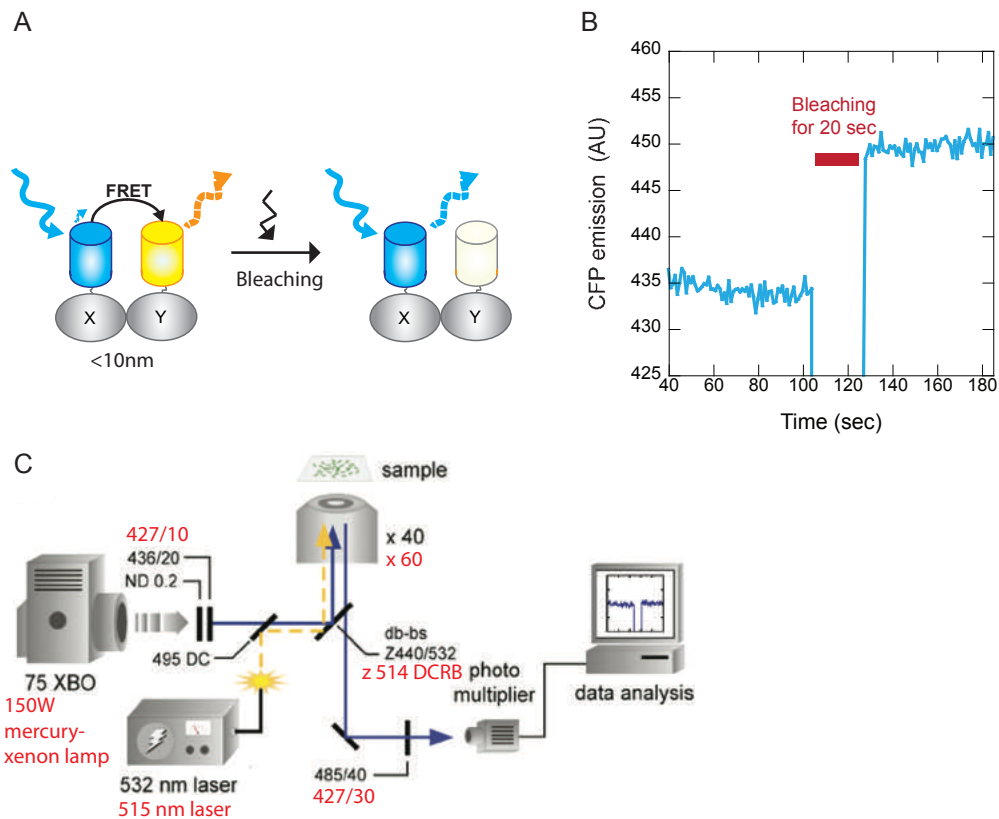 A
FRET
Bleaching
X
Y
X
Y
<10nm
B
460
455
450
445
440
435
433
425
Bleaching
for 20 sec
CFP emission (AU)
40
60
80
100
120
140
160
180
Time (sec)
C
sample
427/10
436/20
ND 0.2
x 40
x 60
495 DC
db-bs
Z440/532
z 514 DCRB
photo
multiplier
data analysis
75 XBO
150W
mercury-
xenon lamp
532 nm laser
515 nm laser
485/40
427/30